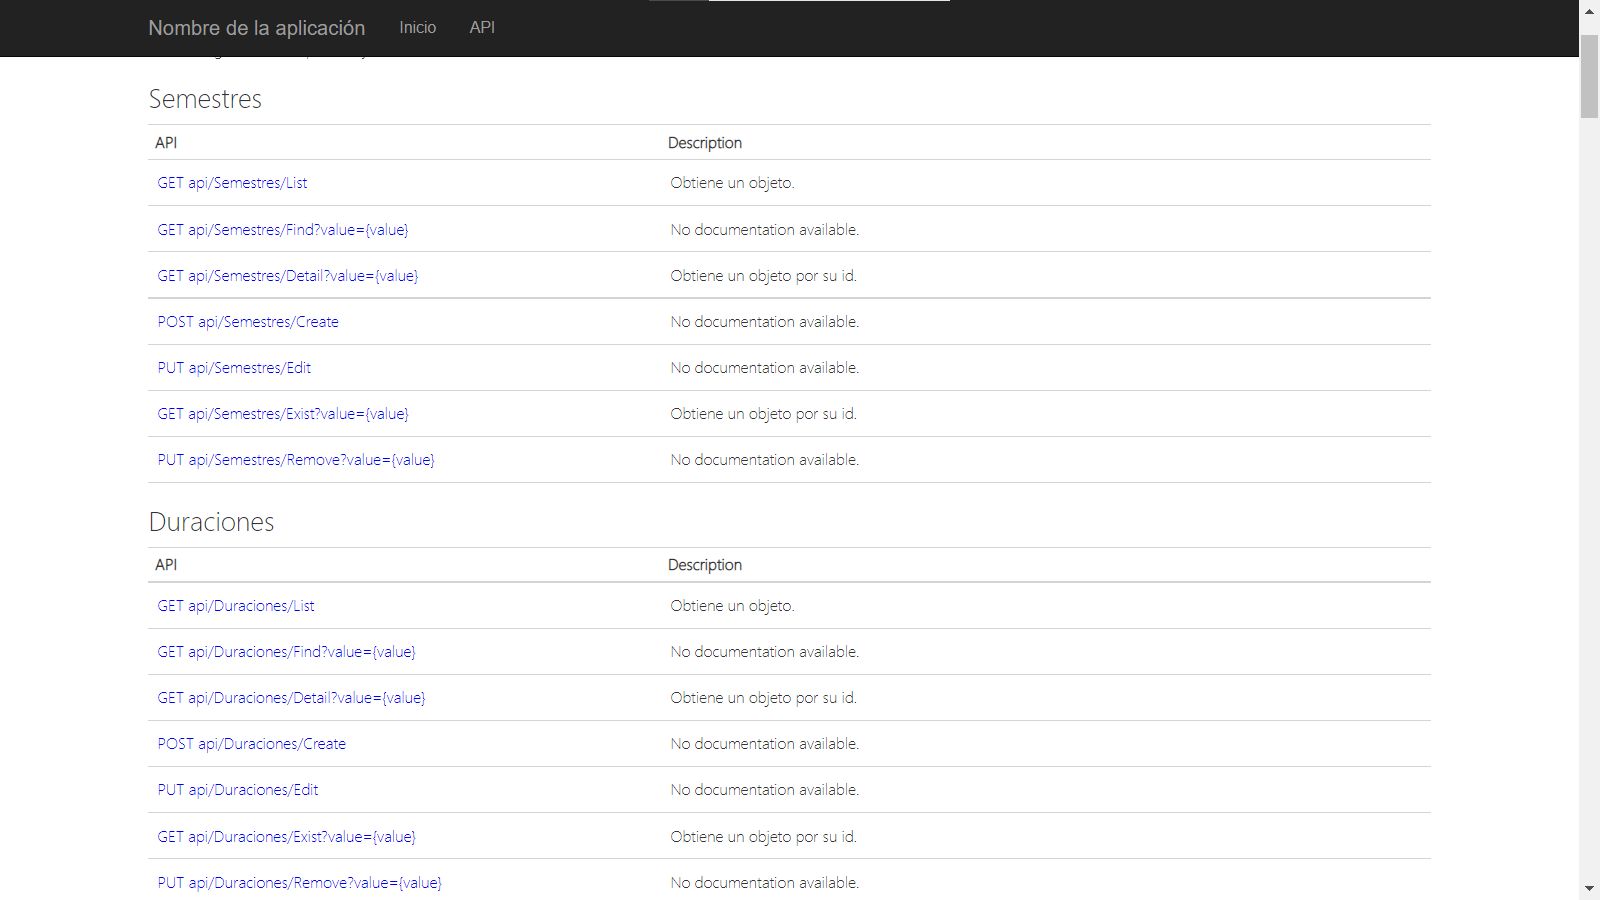 Nombre de la aplicación Inicio API
Semestres
API Description
GET api/Semestres/List Obtiene un objeto.
GET api/Semestres/Find?value={value} No documentation available.
GET api/Semestres/Detail?value={value} Obtiene un objeto por su id.
POST api/Semestres/Create No documentation available.
PUT api/Semestres/Edit No documentation available.
GET api/Semestres/Exist?value={value} Obtiene un objeto por su id.
PUT api/Semestres/Remove?value={value} No documentation available.
Duraciones
API Description
GET api/Duraciones/List Obtiene un objeto.
GET api/Duraciones/Find?value={value} No documentation available.
GET api/Duraciones/Detail?value={value} Obtiene un objeto por su id.
POST api/Duraciones/Create No documentation available.
PUT api/Duraciones/Edit No documentation available.
GET api/Duraciones/Exist?value={value} Obtiene un objeto por su id.
PUT api/Duraciones/Remove?value={value} No documentation available.